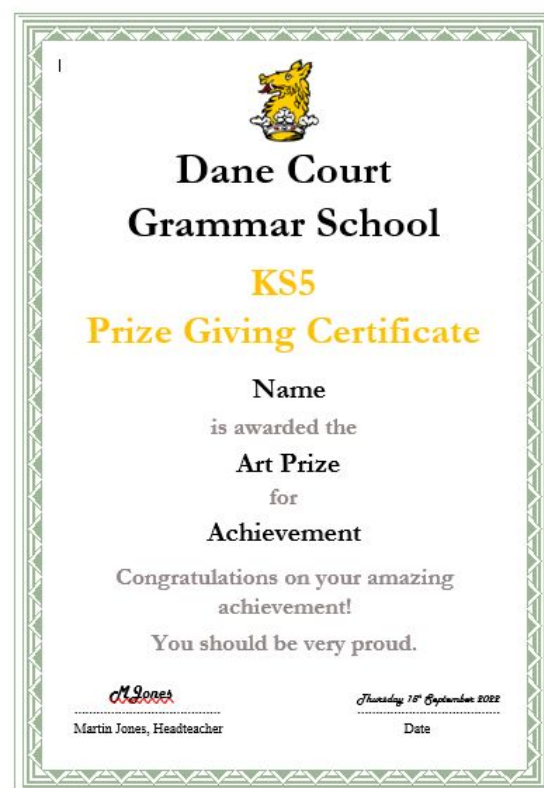 Dane Court
Grammar School
KS5
Prize Giving Certificate
Name
is awarded the
Art Prize
for
Achievement
Congratulations on your amazing
achievement!
You should be very proud.
M Jones
Thursday 15th September 2022
Martin Jones, Headteacher
Date